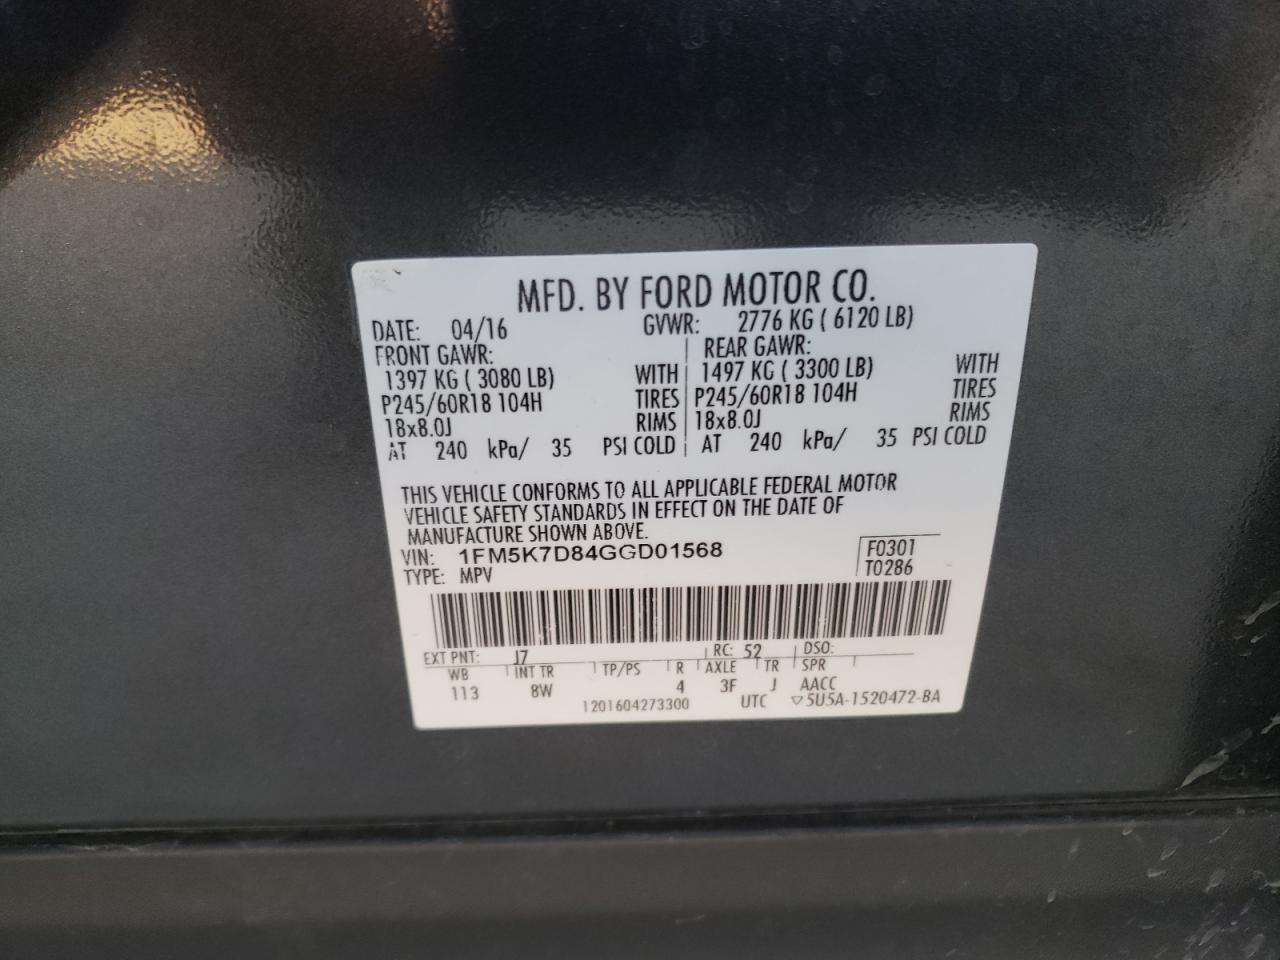 MFD. BY FORD MOTOR CO.
DATE: 04/16 GVWR: 2776 KG ( 6120 LB)
FRONT GAWR: REAR GAWR:
1397 KG ( 3080 LB) WITH 1497 KG ( 3300 LB) WITH
P245/60R18 104H TIRES P245/60R18 104H TIRES
18x8.0J RIMS 18x8.0J RIMS
AT 240 kPa/ 35 PSI COLD AT 240 kPa/ 35 PSI COLD
THIS VEHICLE CONFORMS TO ALL APPLICABLE FEDERAL MOTOR
VEHICLE SAFETY STANDARDS IN EFFECT ON THE DATE OF
MANUFACTURE SHOWN ABOVE.
VIN: 1FM5K7D84GGD01568 F0301
TYPE: MPV T0286
EXT PNT: J7 RC: 52 DSO:
WB INT TR TP/PS R AXLE TR SPR
113 8W 4 3F J AACC
1201604273300 UTC ▽5U5A-1520472-BA